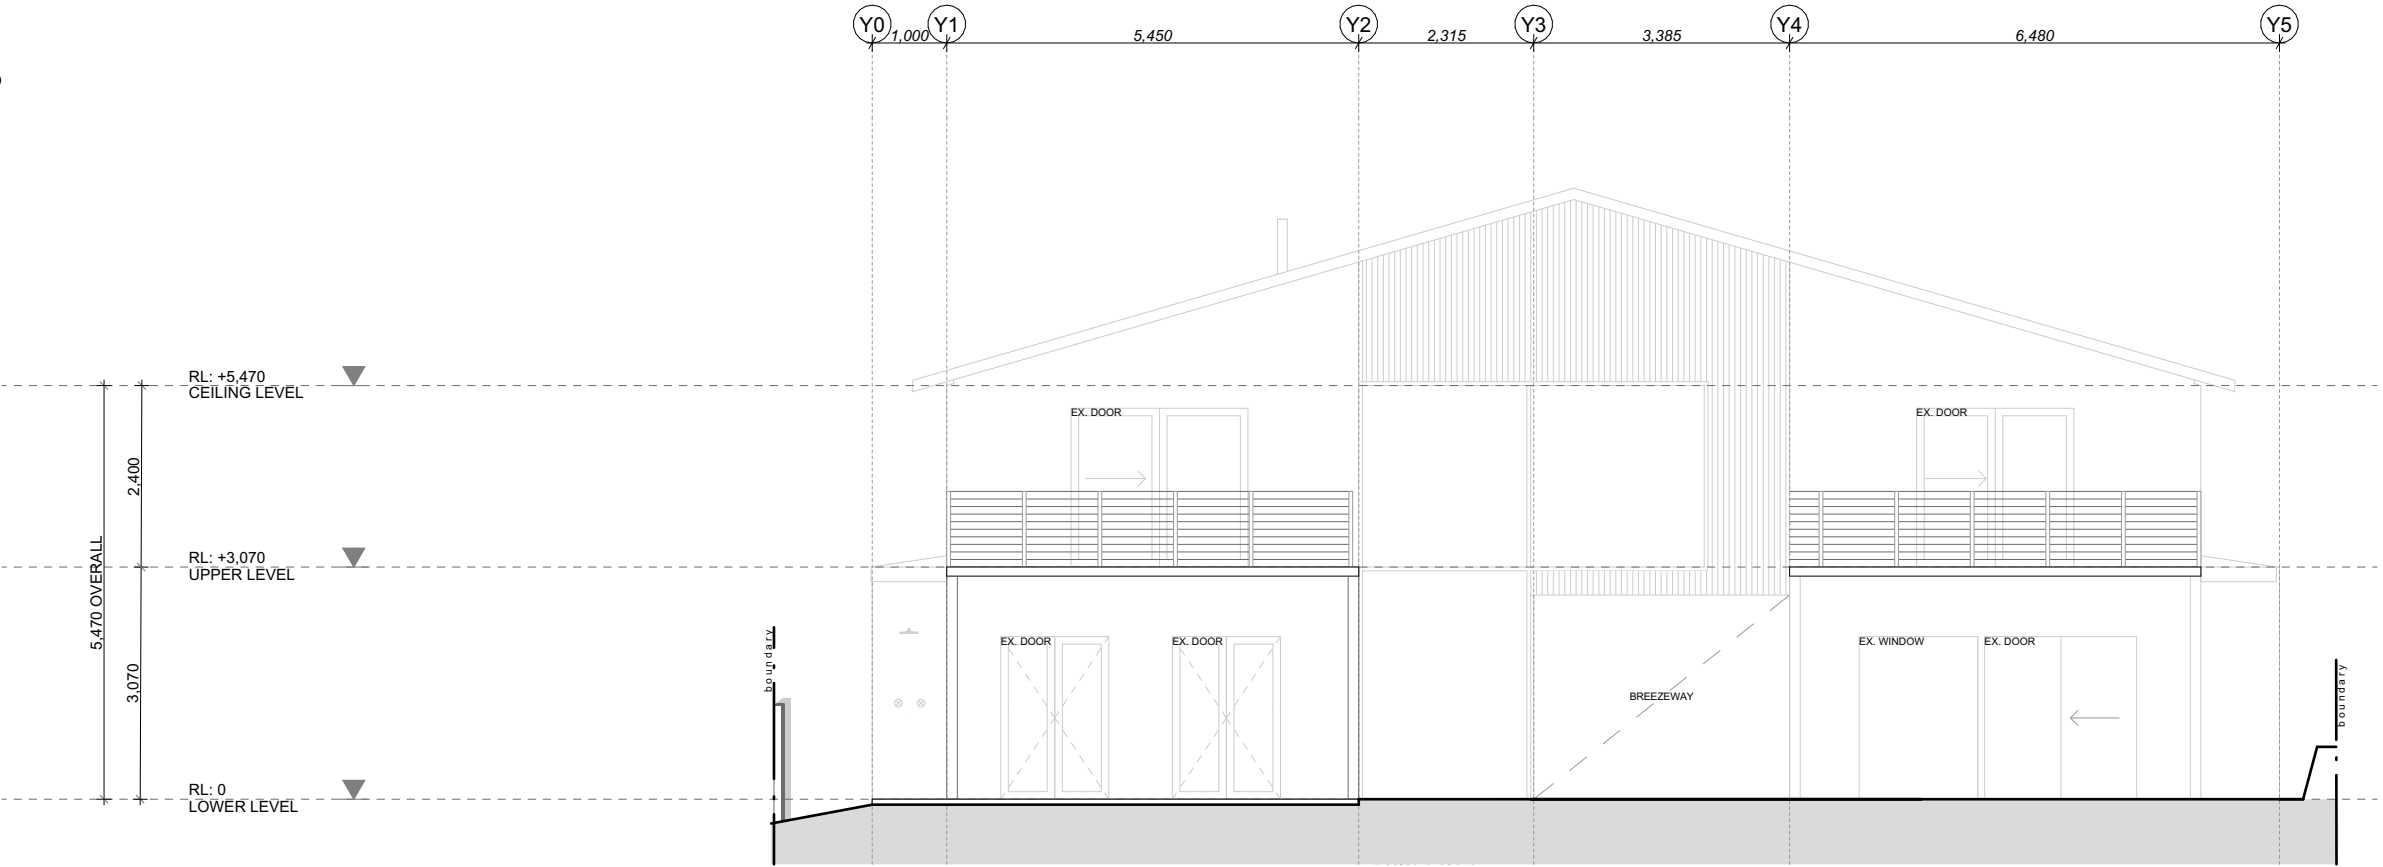 Y0 Y1 Y2 Y3 Y4 Y5
1,000 5,450 2,315 3,385 6,480
RL: +5,470
CEILING LEVEL
EX. DOOR
EX. DOOR
2,400
5,470 OVERALL
RL: +3,070
UPPER LEVEL
3,070
boundary
EX. DOOR
EX. DOOR
EX. WINDOW
EX. DOOR
BREEZEWAY
boundary
RL: 0
LOWER LEVEL